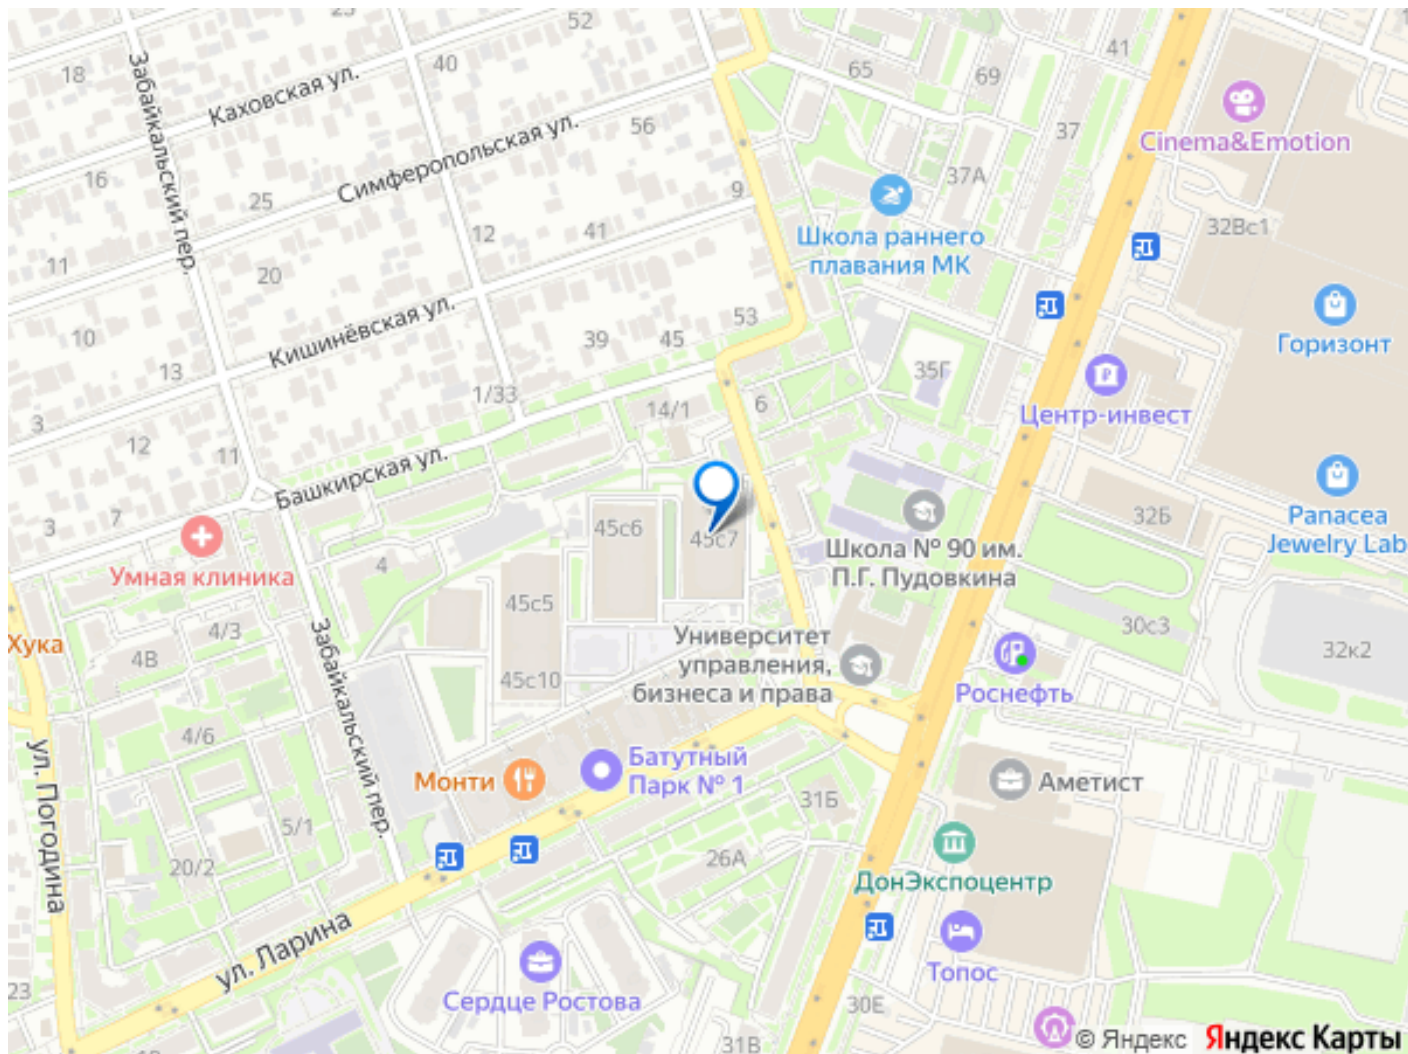 23
52
41
18
Каховская ул.
40
65
69
Забайкальский пер.
Симферопольская ул.
56
37
Cinema&Emotion
16
25
9
37А
12
41
32Вс1
Школа раннего
плавания МК
11
20
10
Кишинёвская ул.
53
39
45
Горизонт
13
35Г
1/33
14/1
6
Центр-инвест
3
12
11
Башкирская ул.
3
7
45с6
45с7
32Б
Panacea
Jewelry Lab
Умная клиника
4
Школа № 90 им.
П.Г. Пудовкина
45с5
4/3
30с3
Хука
4В
Забайкальский пер.
Университет
управления,
бизнеса и права
32к2
45с10
Роснефть
4/6
ул. Погодина
Монти
Батутный
Парк № 1
Аметист
31Б
5/1
20/2
26А
ДонЭкспоцентр
ул. Ларина
Топос
23
Сердце Ростова
30Е
31В
© Яндекс Яндекс Карты